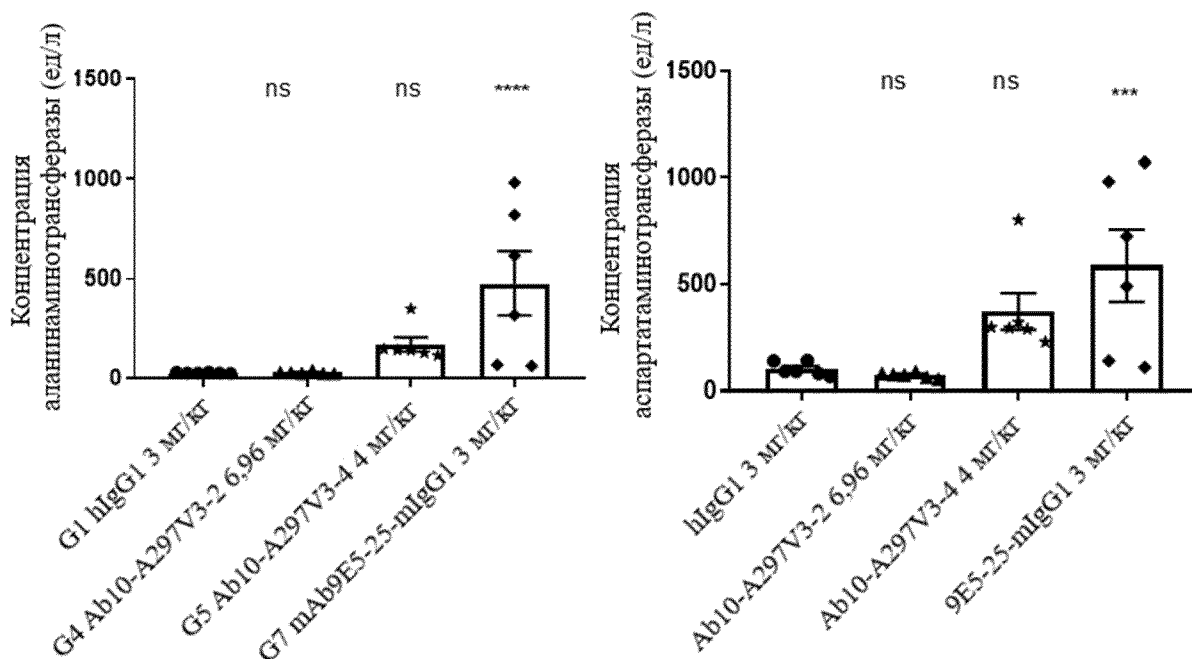 Концентрация
аланинаминотрансферазы (ед/л)
1500
1000
500
0
ns
ns
****
G1 hIgG1 3 мг/кг
G4 Ab10-A297V3-2 6,96 мг/кг
G5 Ab10-A297V3-4 4 мг/кг
G7 mAb9E5-25-mIgG1 3 мг/кг
Концентрация
аспартатаминотрансферазы (ед/л)
1500
1000
500
0
ns
ns
***
hIgG1 3 мг/кг
Ab10-A297V3-2 6,96 мг/кг
Ab10-A297V3-4 4 мг/кг
9E5-25-mIgG1 3 мг/кг